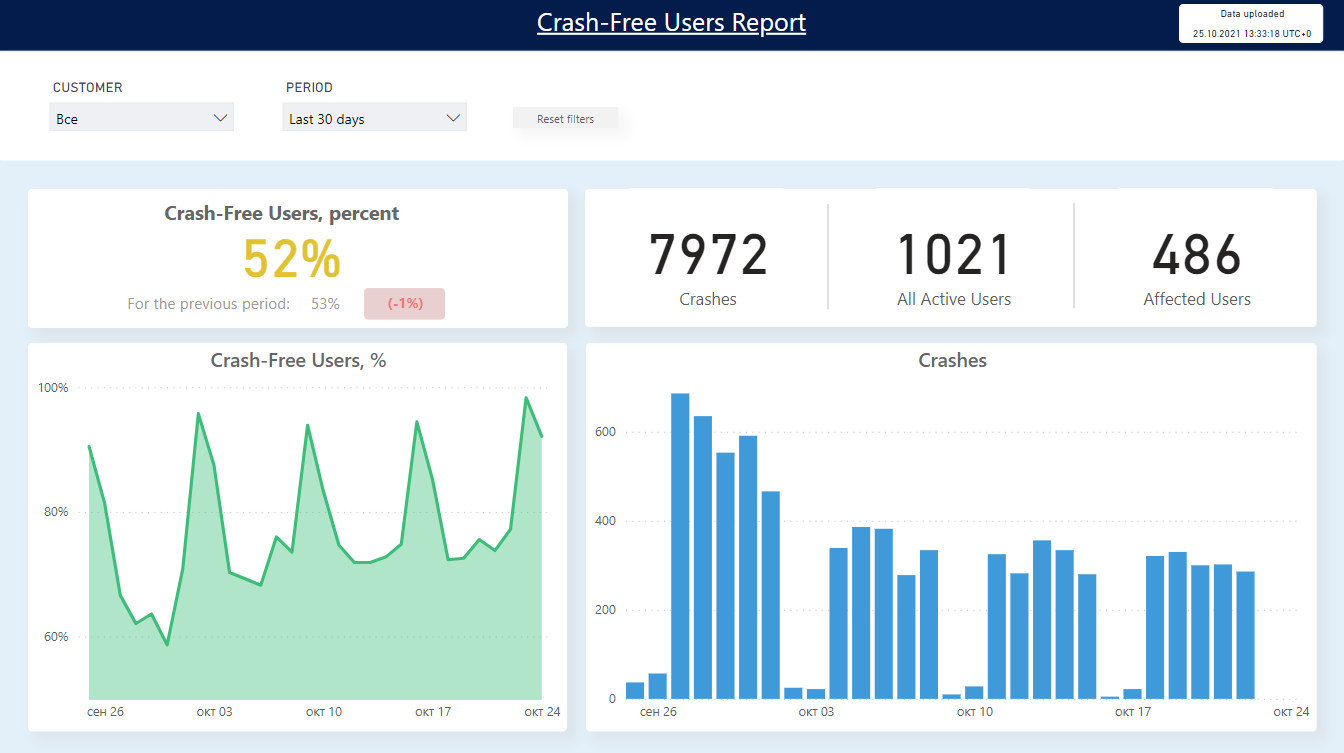 Crash-Free Users Report
Data uploaded
25.10.2021 13:33:18 UTC+0
CUSTOMER
PERIOD
Все
Last 30 days
Reset filters
Crash-Free Users, percent
52%
For the previous period: 53% (-1%)
7972
Crashes
1021
All Active Users
486
Affected Users
Crash-Free Users, %
100%
80%
60%
сен 26
окт 03
окт 10
окт 17
окт 24
Crashes
600
400
200
0
сен 26
окт 03
окт 10
окт 17
окт 24